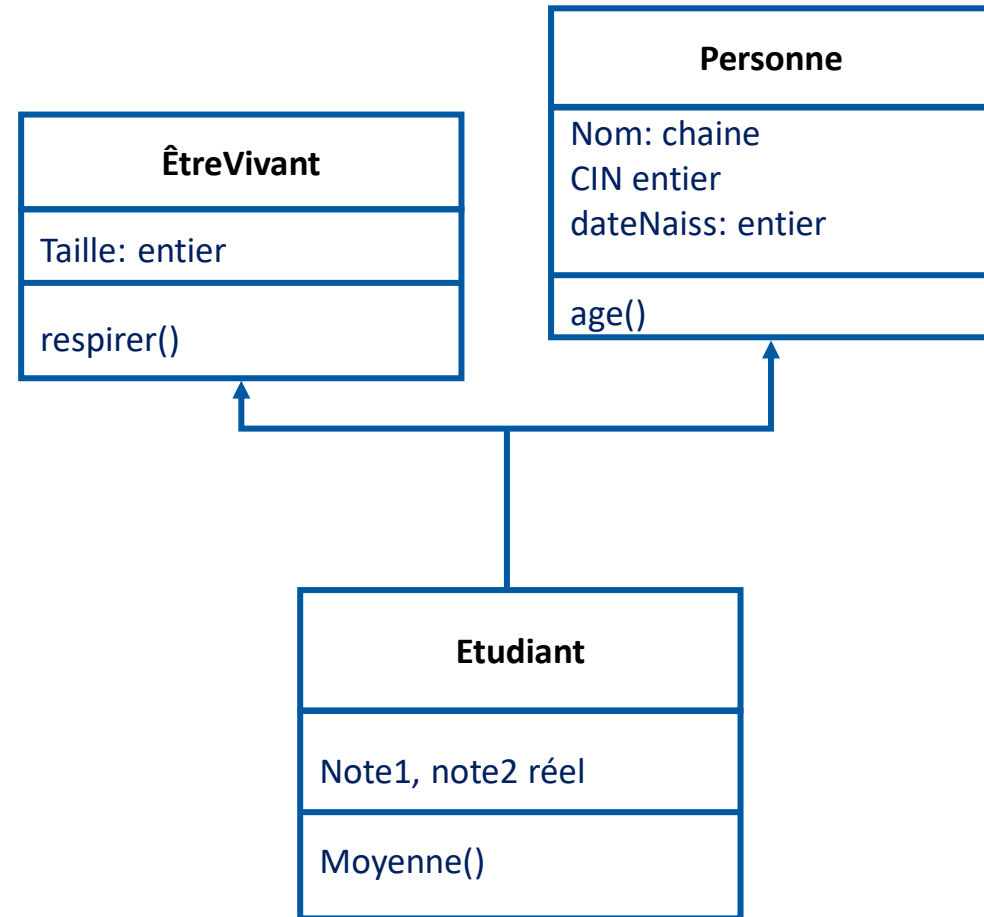 Personne
Nom: chaine
CIN entier
dateNaiss: entier
age()
ÊtreVivant
Taille: entier
respirer()
Etudiant
Note1, note2 réel
Moyenne()